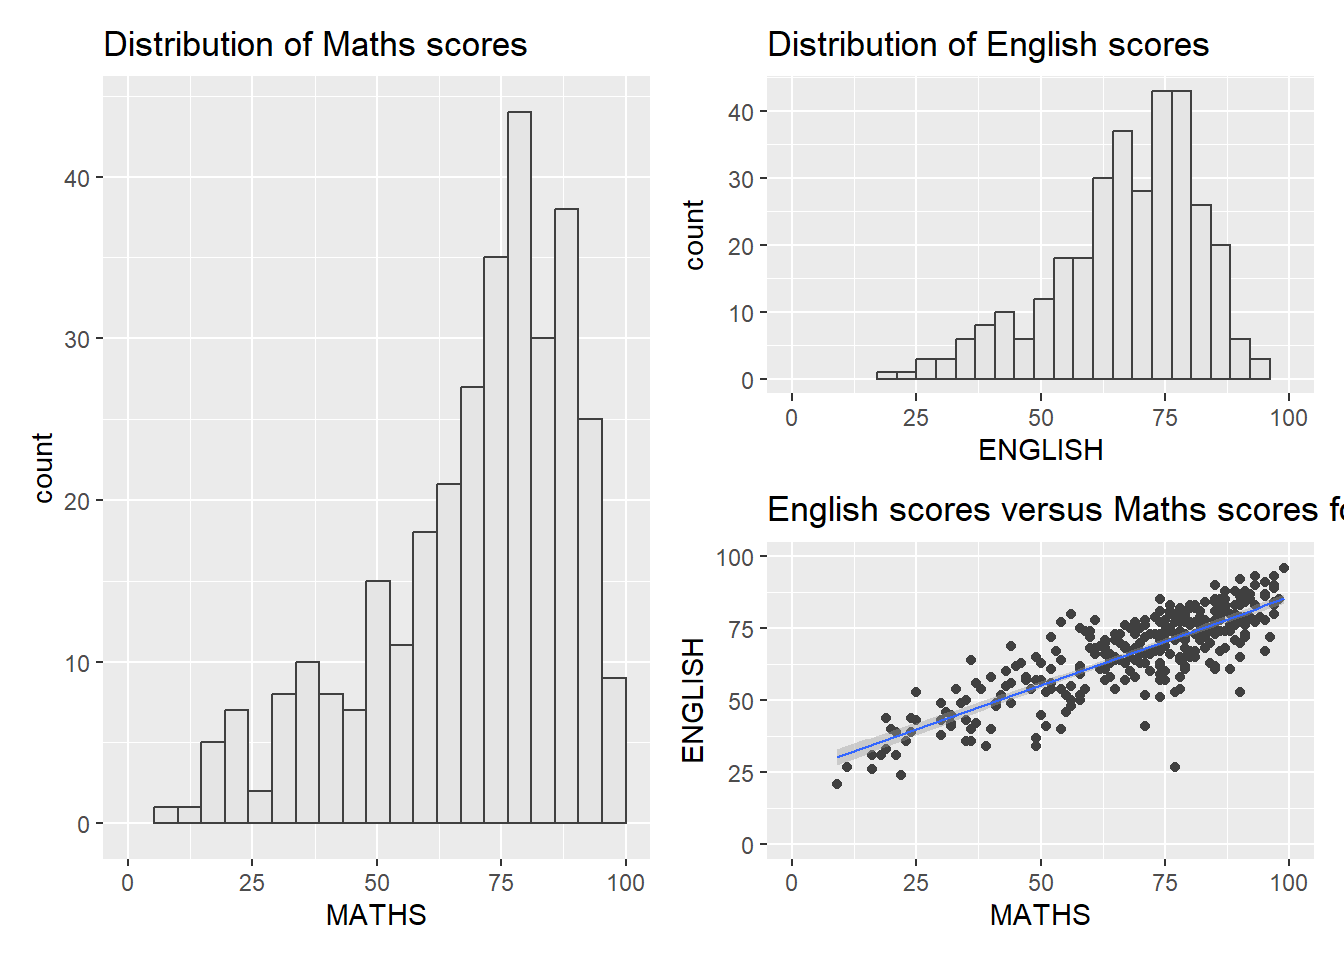 Distribution of Maths scores
count
40
30
20
10
0
0 25 50 75 100
MATHS
Distribution of English scores
count
40
30
20
10
0
0 25 50 75 100
ENGLISH
English scores versus Maths scores
ENGLISH
100
75
50
25
0
0 25 50 75 100
MATHS